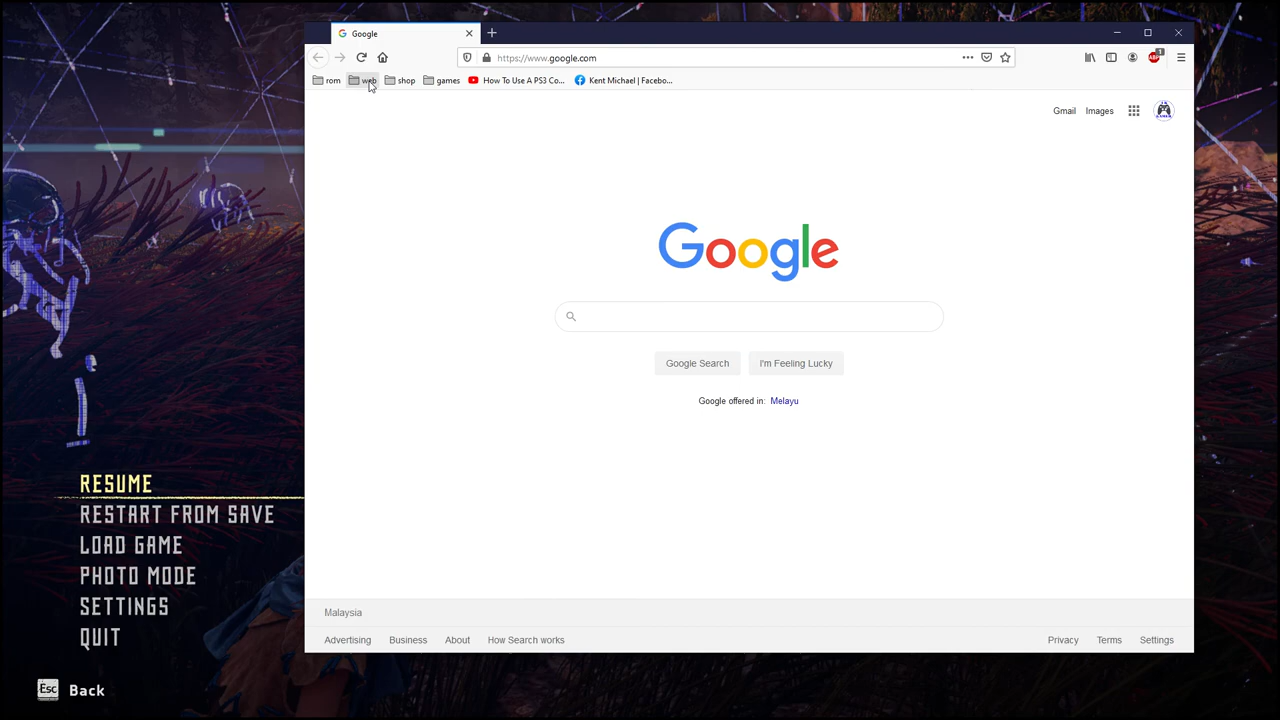 Google
https://www.google.com
1
ABP
rom
web
shop
games
How To Use A PS3 Co...
Kent Michael | Facebo...
Gmail
Images
Google
Google Search
I'm Feeling Lucky
Google offered in: Melayu
RESUME
RESTART FROM SAVE
LOAD GAME
PHOTO MODE
SETTINGS
QUIT
Malaysia
Advertising
Business
About
How Search works
Privacy
Terms
Settings
Esc
Back